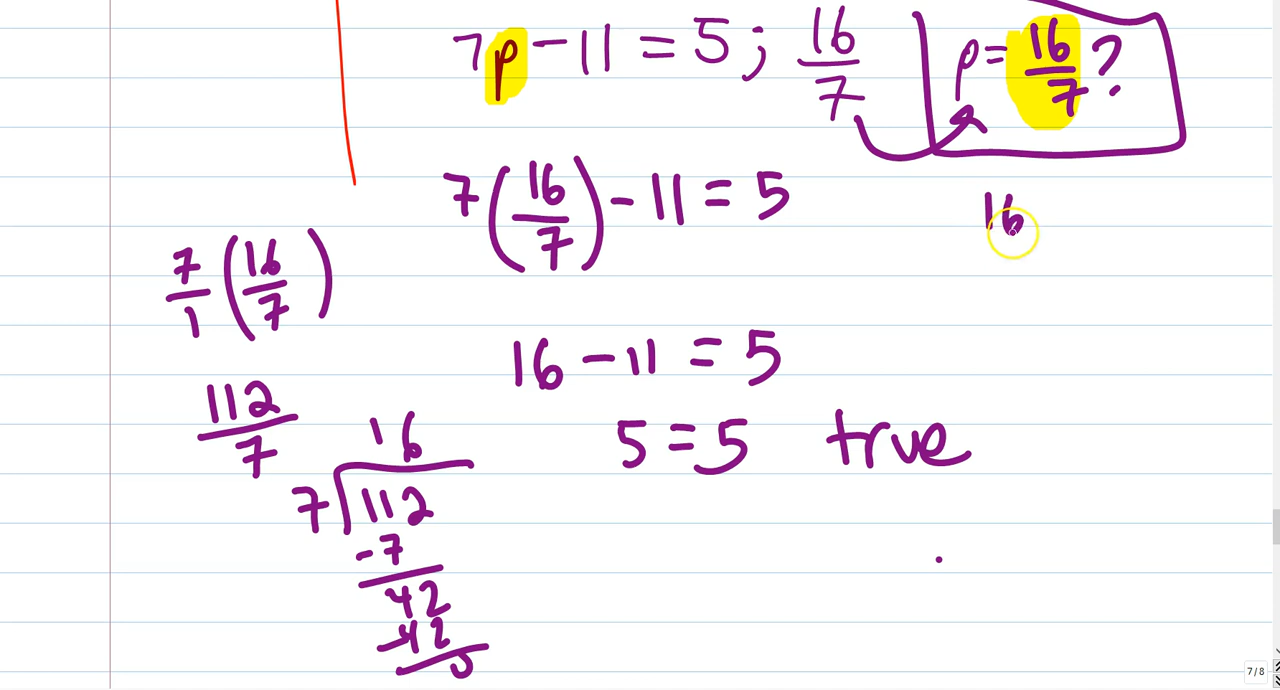 7p - 11 = 5 ; 16/7
p = 16/7 ?
7(16/7) - 11 = 5
16
7/1 (16/7)
16 - 11 = 5
112/7
5 = 5 true
16
7 112
-7
42
-42
0
7/8